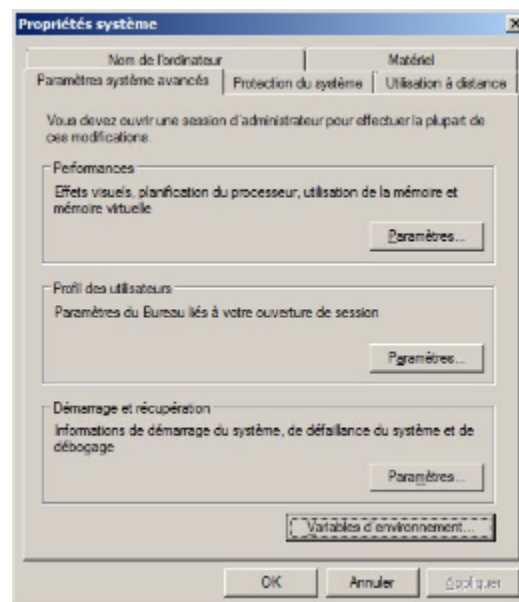 Propriétés système
Nom de l'ordinateur
Matériel
Paramètres système avancés
Protection du système
Utilisation à distance
Vous devez ouvrir une session d'administrateur pour effectuer la plupart de
ces modifications.
Performances
Effets visuels, planification du processeur, utilisation de la mémoire et
mémoire virtuelle
Paramètres...
Profil des utilisateurs
Paramètres du Bureau liés à votre ouverture de session
Paramètres...
Démarrage et récupération
Informations de démarrage du système, de défaillance du système et de
débogage
Paramètres...
Variables d'environnement...
OK
Annuler
Appliquer